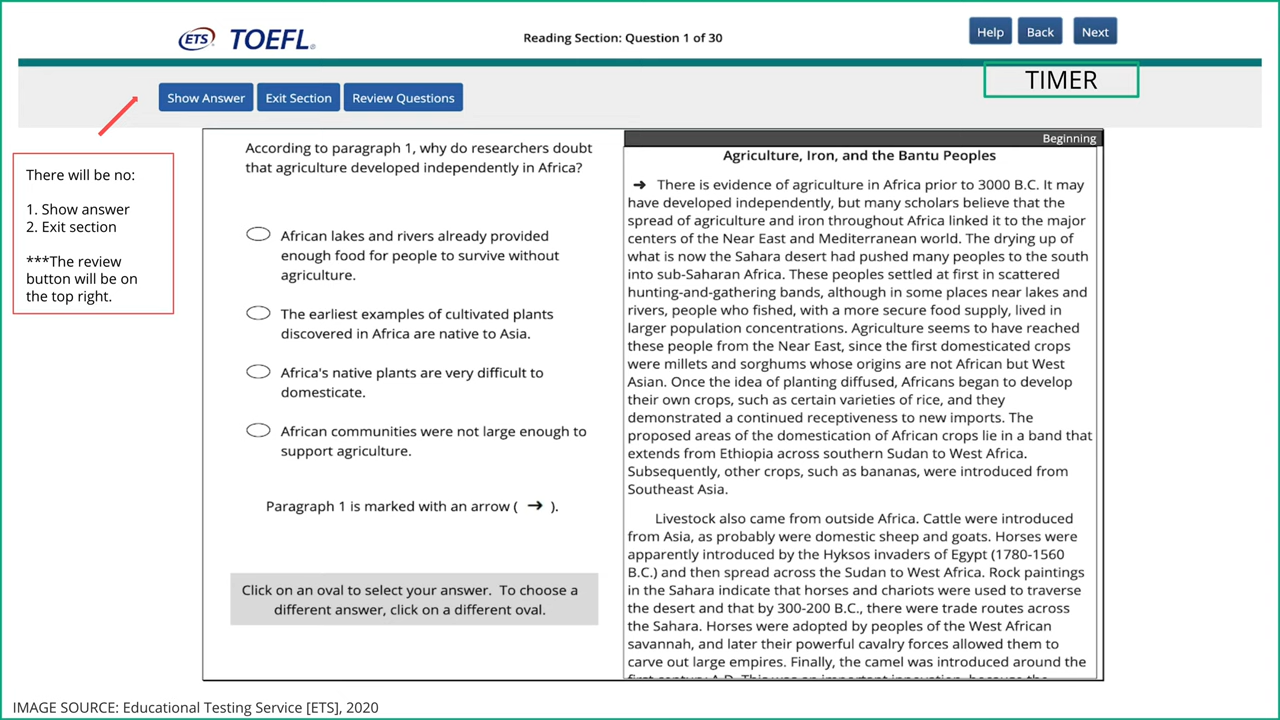 ETS TOEFL
Reading Section: Question 1 of 30
Help
Back
Next
TIMER
Show Answer
Exit Section
Review Questions
There will be no:
1. Show answer
2. Exit section
***The review
button will be on
the top right.
According to paragraph 1, why do researchers doubt
that agriculture developed independently in Africa?
African lakes and rivers already provided
enough food for people to survive without
agriculture.
The earliest examples of cultivated plants
discovered in Africa are native to Asia.
Africa's native plants are very difficult to
domesticate.
African communities were not large enough to
support agriculture.
Paragraph 1 is marked with an arrow ( ➔ ).
Click on an oval to select your answer. To choose a
different answer, click on a different oval.
Beginning
Agriculture, Iron, and the Bantu Peoples
➔ There is evidence of agriculture in Africa prior to 3000 B.C. It may
have developed independently, but many scholars believe that the
spread of agriculture and iron throughout Africa linked it to the major
centers of the Near East and Mediterranean world. The drying up of
what is now the Sahara desert had pushed many peoples to the south
into sub-Saharan Africa. These peoples settled at first in scattered
hunting-and-gathering bands, although in some places near lakes and
rivers, people who fished, with a more secure food supply, lived in
larger population concentrations. Agriculture seems to have reached
these people from the Near East, since the first domesticated crops
were millets and sorghums whose origins are not African but West
Asian. Once the idea of planting diffused, Africans began to develop
their own crops, such as certain varieties of rice, and they
demonstrated a continued receptiveness to new imports. The
proposed areas of the domestication of African crops lie in a band that
extends from Ethiopia across southern Sudan to West Africa.
Subsequently, other crops, such as bananas, were introduced from
Southeast Asia.
Livestock also came from outside Africa. Cattle were introduced
from Asia, as probably were domestic sheep and goats. Horses were
apparently introduced by the Hyksos invaders of Egypt (1780-1560
B.C.) and then spread across the Sudan to West Africa. Rock paintings
in the Sahara indicate that horses and chariots were used to traverse
the desert and that by 300-200 B.C., there were trade routes across
the Sahara. Horses were adopted by peoples of the West African
savannah, and later their powerful cavalry forces allowed them to
carve out large empires. Finally, the camel was introduced around the
first century A.D. This was an important innovation, because the
IMAGE SOURCE: Educational Testing Service [ETS], 2020